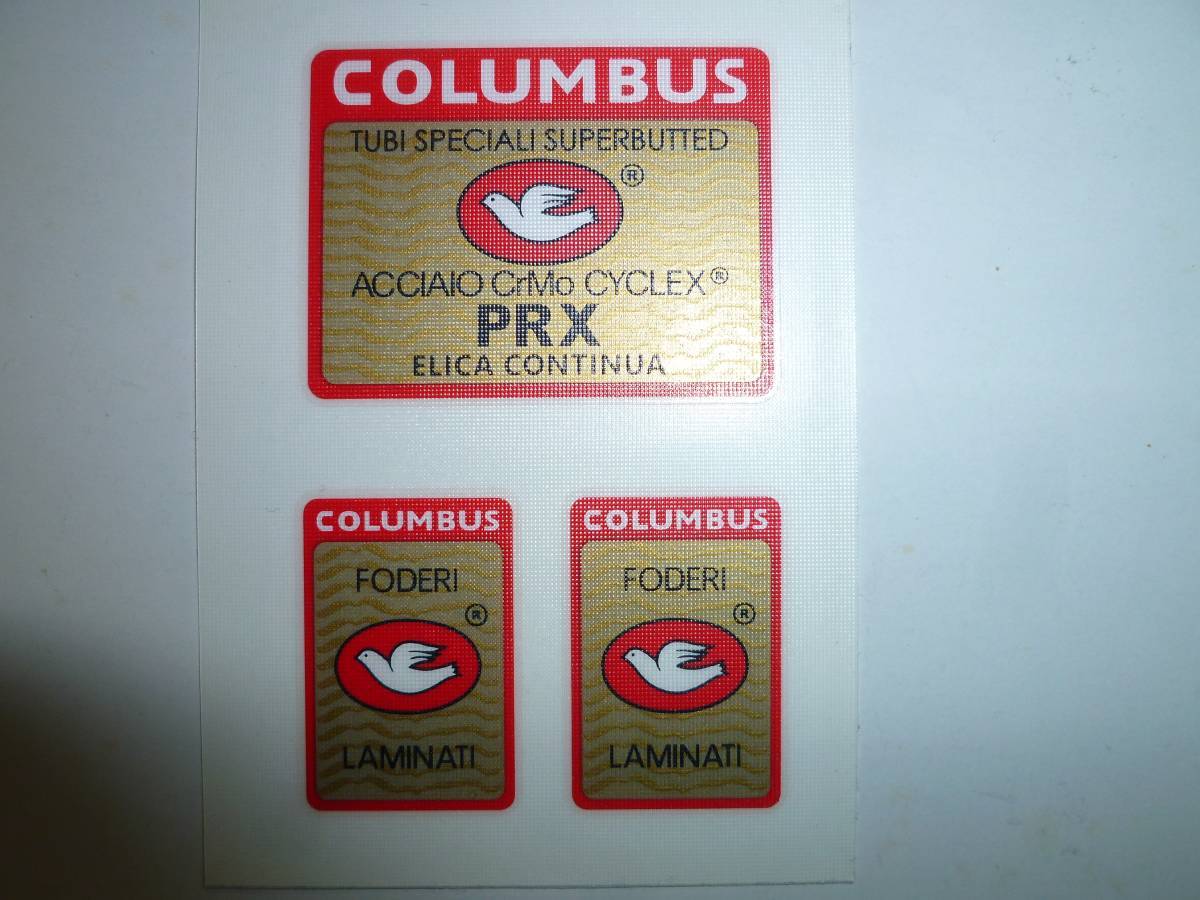 COLUMBUS
TUBI SPECIALI SUPERBUTTED
®
ACCIAIO CrMo CYCLEX®
PRX
ELICA CONTINUA
COLUMBUS
FODERI
®
LAMINATI
COLUMBUS
FODERI
®
LAMINATI